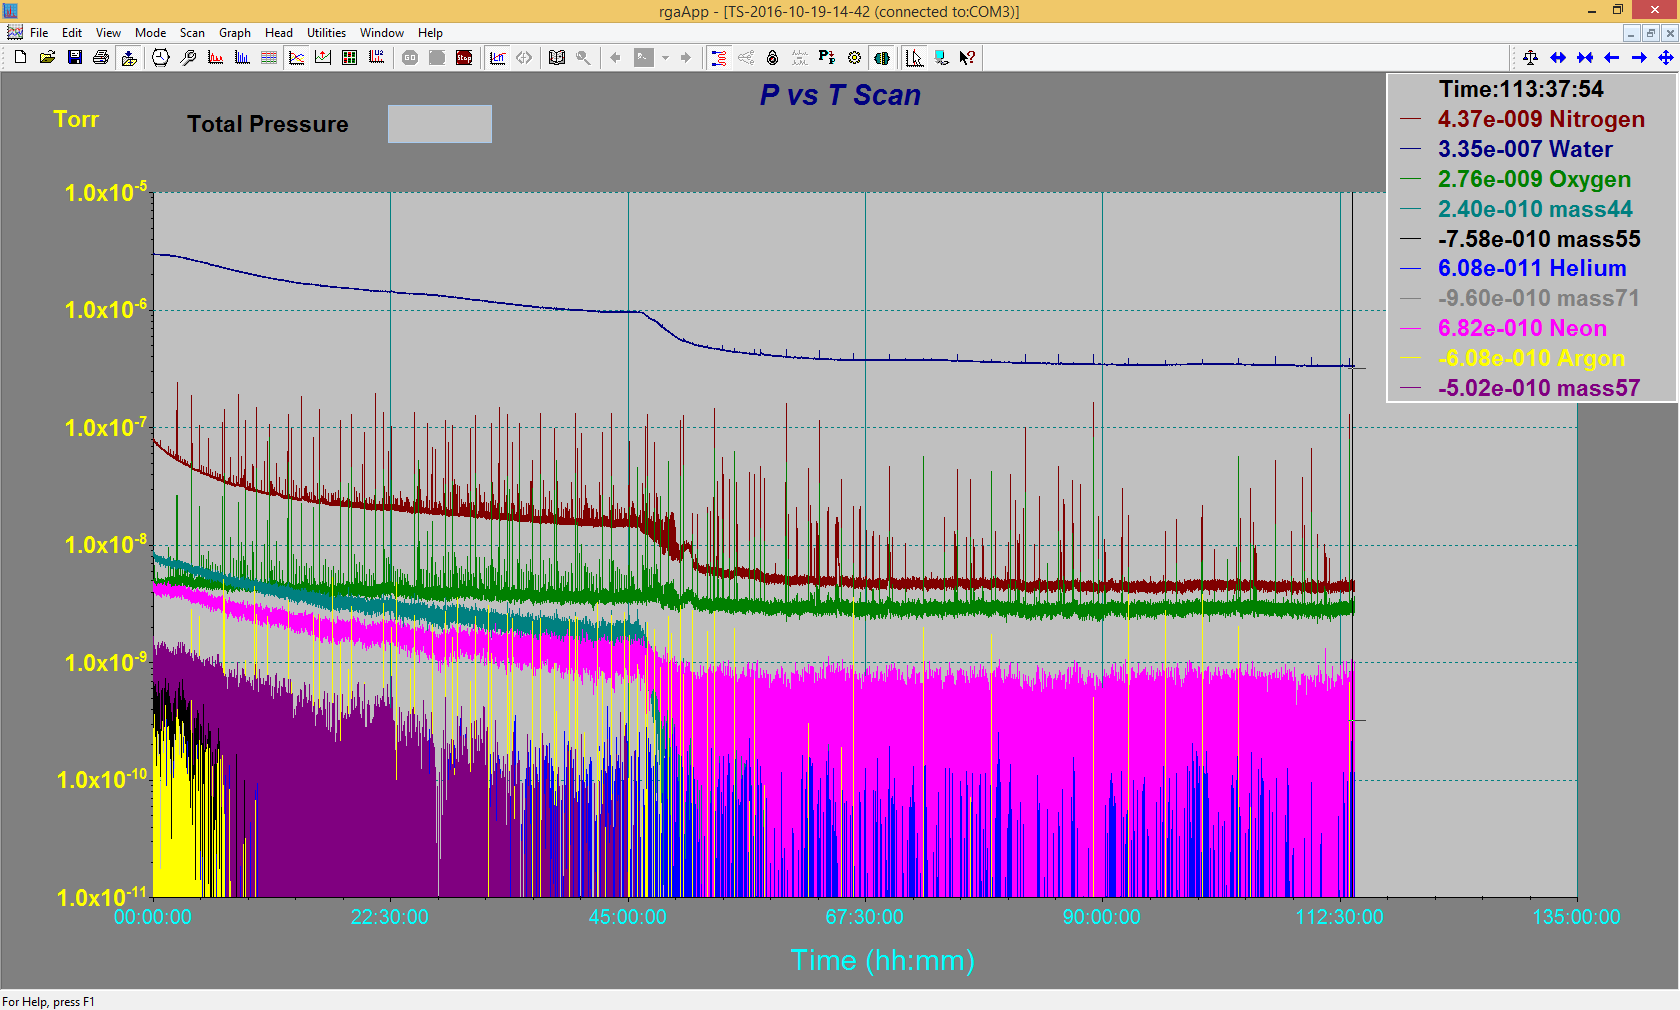 rgaApp - [TS-2016-10-19-14-42 (connected to:COM3)]
File Edit View Mode Scan Graph Head Utilities Window Help
GO Stop
P vs T Scan
Torr
Total Pressure
Time:113:37:54
4.37e-009 Nitrogen
3.35e-007 Water
2.76e-009 Oxygen
2.40e-010 mass44
-7.58e-010 mass55
6.08e-011 Helium
-9.60e-010 mass71
6.82e-010 Neon
-6.08e-010 Argon
-5.02e-010 mass57
1.0x10-5
1.0x10-6
1.0x10-7
1.0x10-8
1.0x10-9
1.0x10-10
1.0x10-11
00:00:00 22:30:00 45:00:00 67:30:00 90:00:00 112:30:00 135:00:00
Time (hh:mm)
For Help, press F1